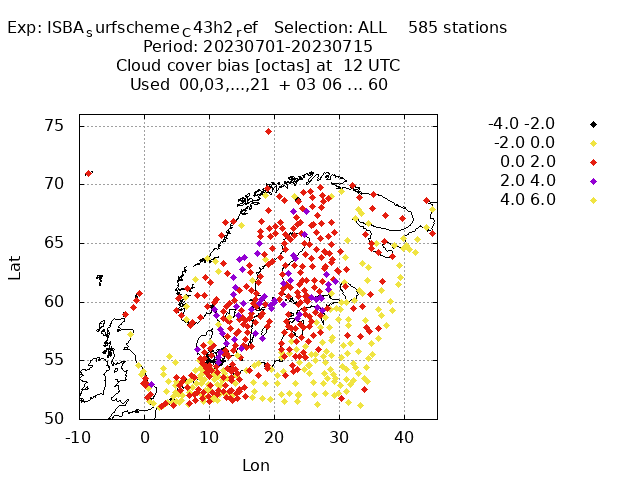 Exp: ISBA_surfscheme_C43h2_ref   Selection: ALL    585 stations
Period: 20230701-20230715
Cloud cover bias [octas] at  12 UTC
Used  00,03,...,21  + 03 06 ... 60
-4.0 -2.0
-2.0 0.0
0.0 2.0
2.0 4.0
4.0 6.0
75
70
65
60
55
50
Lat
-10 0 10 20 30 40
Lon